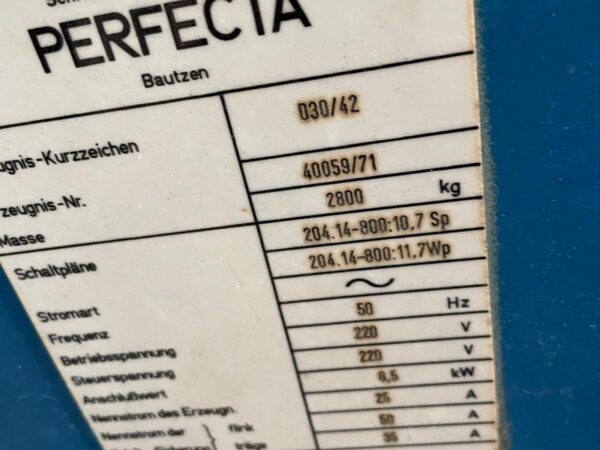 PERFECTA
Bautzen
ugnis-Kurzzeichen D30/42
zeugnis-Nr. 40059/71
Masse 2800 kg
Schaltpläne 204.14-800:10,7 Sp
204.14-800:11,7Wp
Stromart ~
Frequenz 50 Hz
Betriebsspannung 220 V
Steuerspannung 220 V
Anschlußwert 6,5 kW
Nennstrom des Erzeugn. 25 A
Nennstrom der } flink 50 A
träge 35 A